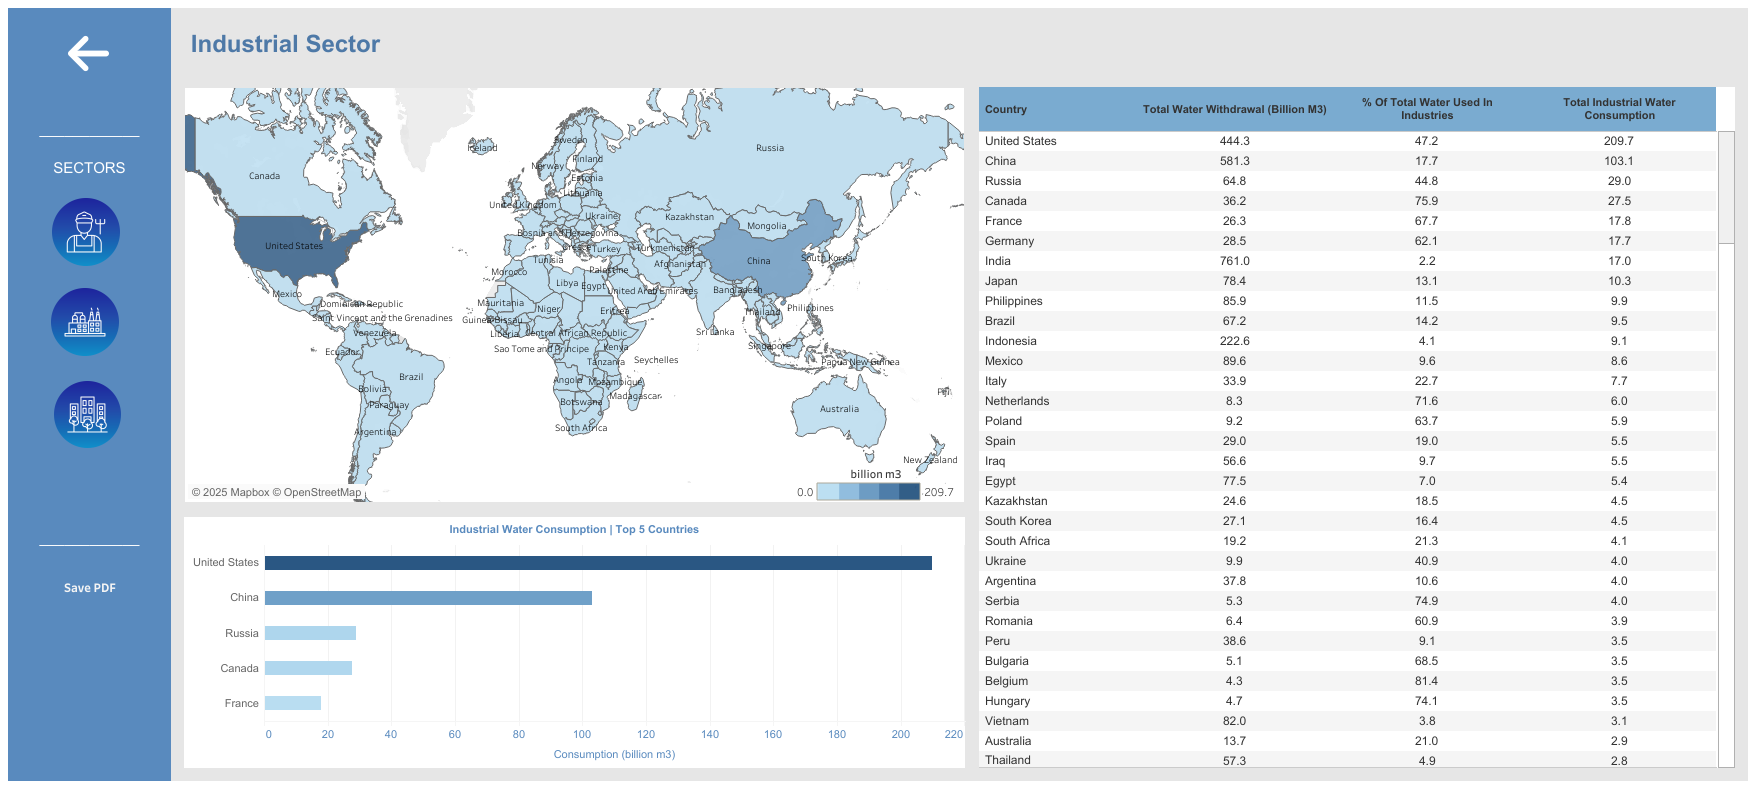 Industrial Sector
SECTORS
Save PDF
Iceland
Sweden
Finland
Norway
Russia
Canada
Estonia
Lithuania
United Kingdom
Ukraine
Kazakhstan
Mongolia
Bosnia and Herzegovina
United States
Greece
Turkey
Turkmenistan
South Korea
China
Tunisia
Afghanistan
Morocco
Palestine
Libya
Egypt
United Arab Emirates
Bangladesh
Mexico
Dominican Republic
Mauritania
Niger
Eritrea
Philippines
Thailand
Saint Vincent and the Grenadines
Guinea-Bissau
Venezuela
Liberia
Central African Republic
Sri Lanka
Ecuador
Sao Tome and Principe
Kenya
Singapore
Tanzania
Seychelles
Papua New Guinea
Brazil
Angola
Mozambique
Bolivia
Madagascar
Fiji
Paraguay
Botswana
Australia
Argentina
South Africa
New Zealand
billion m3
0.0 209.7
© 2025 Mapbox © OpenStreetMap
Industrial Water Consumption | Top 5 Countries
United States
China
Russia
Canada
France
0 20 40 60 80 100 120 140 160 180 200 220
Consumption (billion m3)
Country Total Water Withdrawal (Billion M3) % Of Total Water Used In Industries Total Industrial Water Consumption
United States 444.3 47.2 209.7
China 581.3 17.7 103.1
Russia 64.8 44.8 29.0
Canada 36.2 75.9 27.5
France 26.3 67.7 17.8
Germany 28.5 62.1 17.7
India 761.0 2.2 17.0
Japan 78.4 13.1 10.3
Philippines 85.9 11.5 9.9
Brazil 67.2 14.2 9.5
Indonesia 222.6 4.1 9.1
Mexico 89.6 9.6 8.6
Italy 33.9 22.7 7.7
Netherlands 8.3 71.6 6.0
Poland 9.2 63.7 5.9
Spain 29.0 19.0 5.5
Iraq 56.6 9.7 5.5
Egypt 77.5 7.0 5.4
Kazakhstan 24.6 18.5 4.5
South Korea 27.1 16.4 4.5
South Africa 19.2 21.3 4.1
Ukraine 9.9 40.9 4.0
Argentina 37.8 10.6 4.0
Serbia 5.3 74.9 4.0
Romania 6.4 60.9 3.9
Peru 38.6 9.1 3.5
Bulgaria 5.1 68.5 3.5
Belgium 4.3 81.4 3.5
Hungary 4.7 74.1 3.5
Vietnam 82.0 3.8 3.1
Australia 13.7 21.0 2.9
Thailand 57.3 4.9 2.8